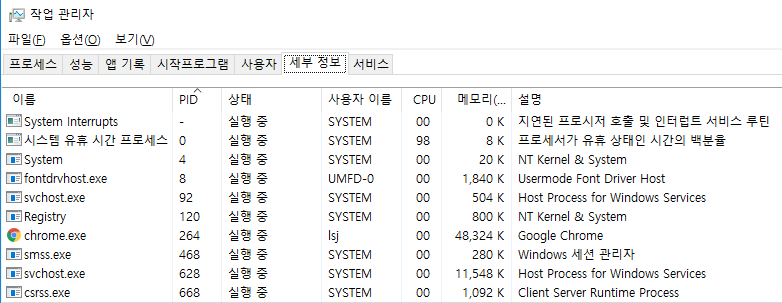 작업 관리자
파일(F) 옵션(O) 보기(V)
프로세스 성능 앱 기록 시작프로그램 사용자 세부 정보 서비스
이름 PID 상태 사용자 이름 CPU 메모리(... 설명
System Interrupts - 실행 중 SYSTEM 00 0 K 지연된 프로시저 호출 및 인터럽트 서비스 루틴
시스템 유휴 시간 프로세스 0 실행 중 SYSTEM 98 8 K 프로세서가 유휴 상태인 시간의 백분율
System 4 실행 중 SYSTEM 00 20 K NT Kernel & System
fontdrvhost.exe 8 실행 중 UMFD-0 00 1,840 K Usermode Font Driver Host
svchost.exe 92 실행 중 SYSTEM 00 504 K Host Process for Windows Services
Registry 120 실행 중 SYSTEM 00 800 K NT Kernel & System
chrome.exe 264 실행 중 lsj 00 48,324 K Google Chrome
smss.exe 468 실행 중 SYSTEM 00 280 K Windows 세션 관리자
svchost.exe 628 실행 중 SYSTEM 00 11,548 K Host Process for Windows Services
csrss.exe 668 실행 중 SYSTEM 00 1,092 K Client Server Runtime Process